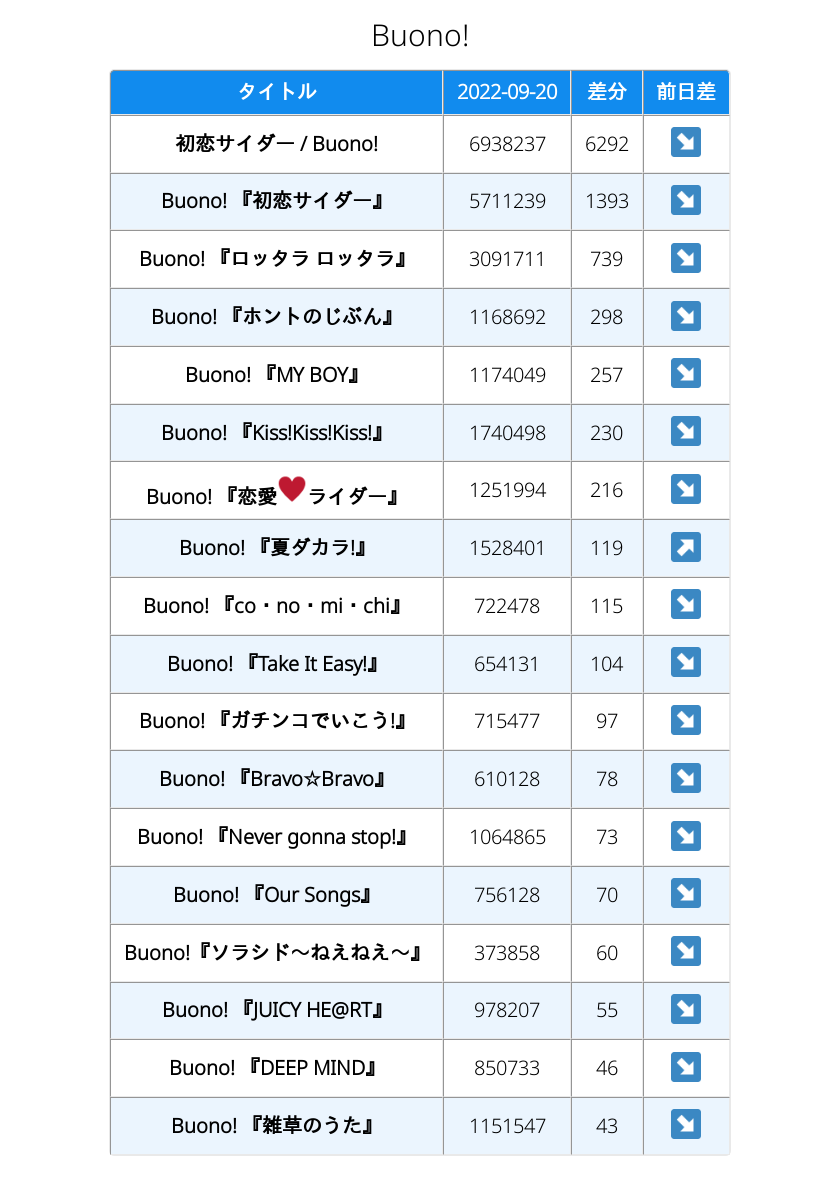 Buono!
タイトル 2022-09-20 差分 前日差
初恋サイダー / Buono! 6938237 6292 ↘
Buono! 『初恋サイダー』 5711239 1393 ↘
Buono! 『ロッタラ ロッタラ』 3091711 739 ↘
Buono! 『ホントのじぶん』 1168692 298 ↘
Buono! 『MY BOY』 1174049 257 ↘
Buono! 『Kiss!Kiss!Kiss!』 1740498 230 ↘
Buono! 『恋愛♥ライダー』 1251994 216 ↘
Buono! 『夏ダカラ!』 1528401 119 ↗
Buono! 『co・no・mi・chi』 722478 115 ↘
Buono! 『Take It Easy!』 654131 104 ↘
Buono! 『ガチンコでいこう!』 715477 97 ↘
Buono! 『Bravo☆Bravo』 610128 78 ↘
Buono! 『Never gonna stop!』 1064865 73 ↘
Buono! 『Our Songs』 756128 70 ↘
Buono!『ソラシド〜ねえねえ〜』 373858 60 ↘
Buono! 『JUICY HE@RT』 978207 55 ↘
Buono! 『DEEP MIND』 850733 46 ↘
Buono! 『雑草のうた』 1151547 43 ↘